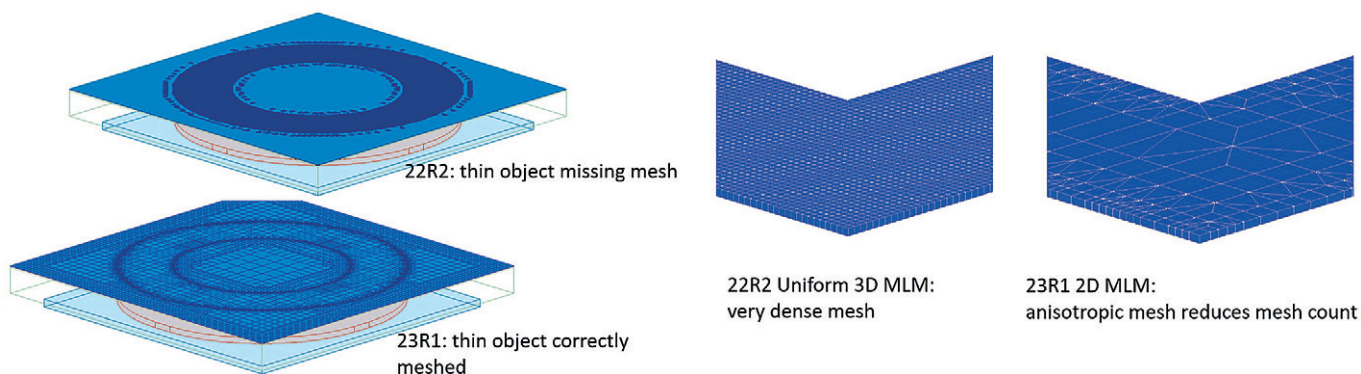 22R2: thin object missing mesh
23R1: thin object correctly
meshed
22R2 Uniform 3D MLM:
very dense mesh
23R1 2D MLM:
anisotropic mesh reduces mesh count